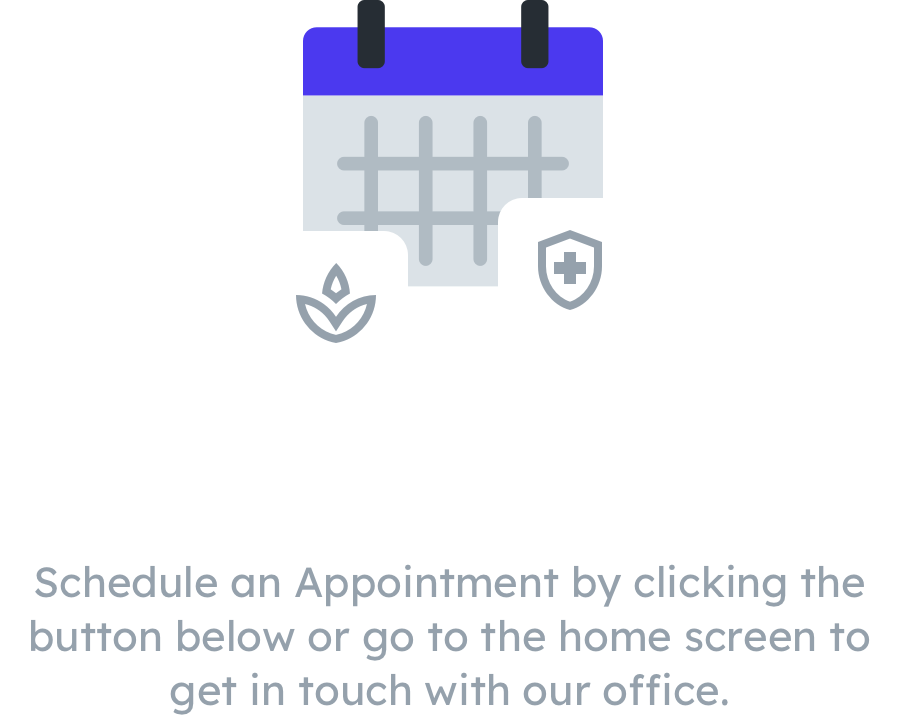 Schedule an Appointment by clicking the
button below or go to the home screen to
get in touch with our office.